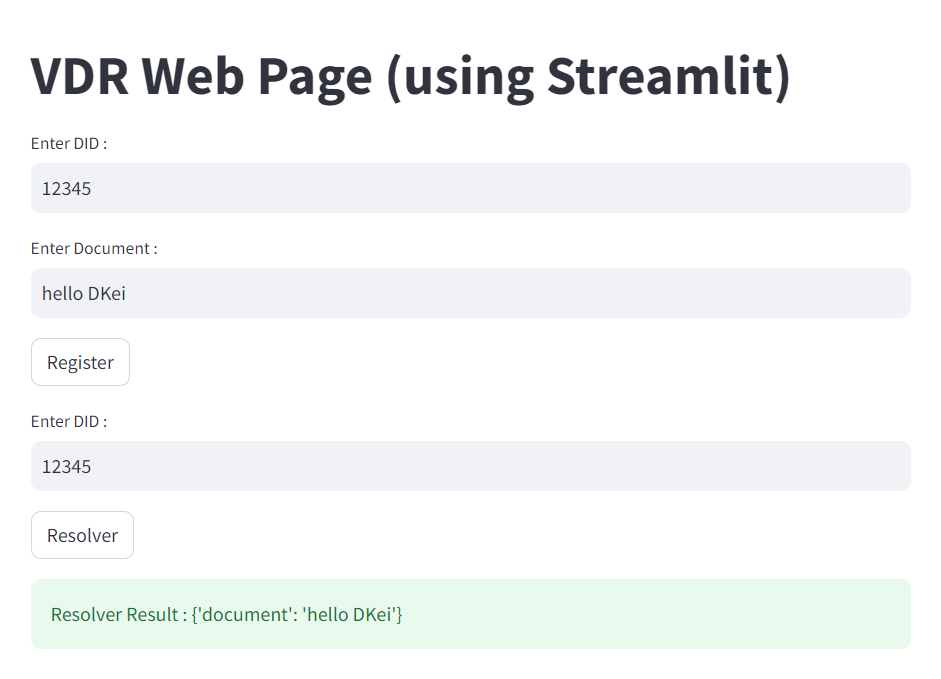 VDR Web Page (using Streamlit)
Enter DID :
12345
Enter Document :
hello DKei
Register
Enter DID :
12345
Resolver
Resolver Result : {'document': 'hello DKei'}